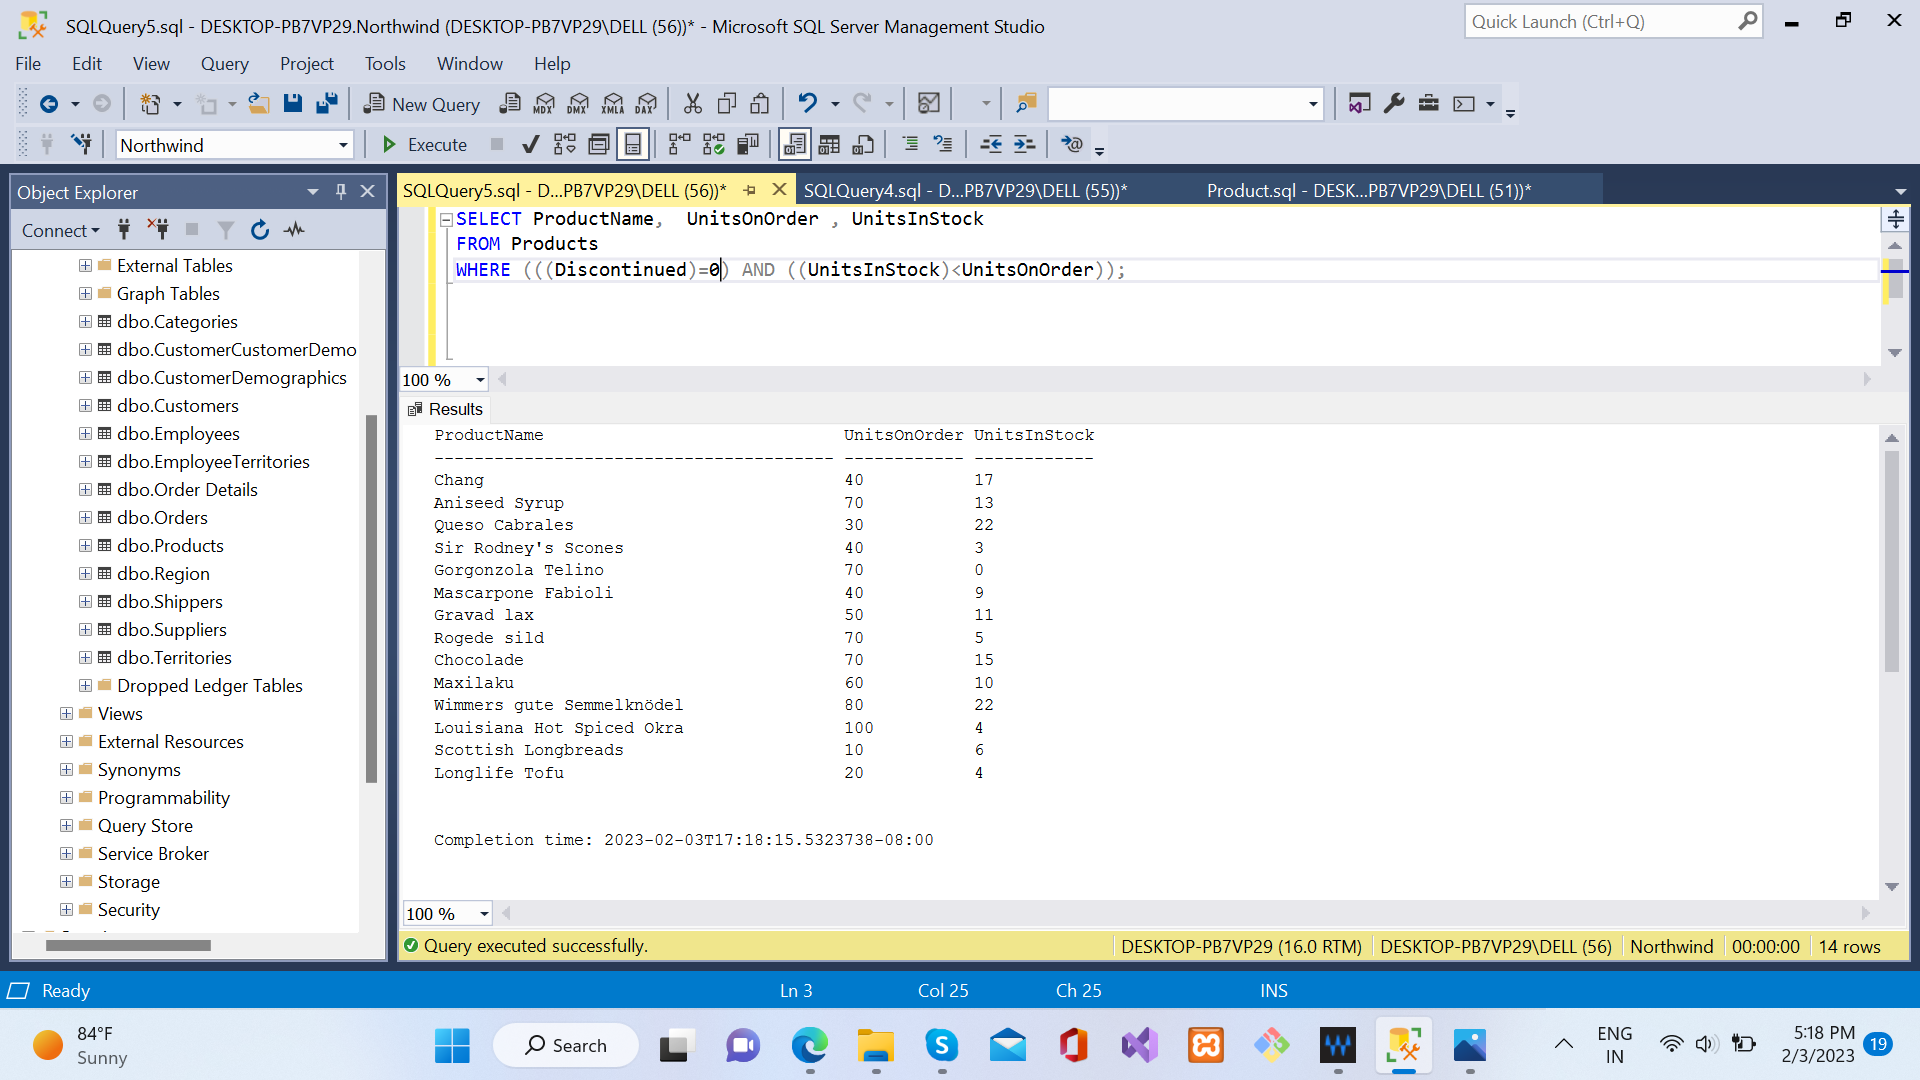 SQLQuery5.sql - DESKTOP-PB7VP29.Northwind (DESKTOP-PB7VP29\DELL (56))* - Microsoft SQL Server Management Studio
Quick Launch (Ctrl+Q)
File Edit View Query Project Tools Window Help
New Query MDX DMX XMLA DAX
Northwind Execute
Object Explorer
Connect
External Tables
Graph Tables
dbo.Categories
dbo.CustomerCustomerDemo
dbo.CustomerDemographics
dbo.Customers
dbo.Employees
dbo.EmployeeTerritories
dbo.Order Details
dbo.Orders
dbo.Products
dbo.Region
dbo.Shippers
dbo.Suppliers
dbo.Territories
Dropped Ledger Tables
Views
External Resources
Synonyms
Programmability
Query Store
Service Broker
Storage
Security
SQLQuery5.sql - D...PB7VP29\DELL (56))* SQLQuery4.sql - D...PB7VP29\DELL (55))* Product.sql - DESK...PB7VP29\DELL (51))*
SELECT ProductName,  UnitsOnOrder , UnitsInStock
FROM Products
WHERE (((Discontinued)=0) AND ((UnitsInStock)<UnitsOnOrder));
100 %
Results
ProductName UnitsOnOrder UnitsInStock
---------------------------------------- ------------ ------------
Chang 40 17
Aniseed Syrup 70 13
Queso Cabrales 30 22
Sir Rodney's Scones 40 3
Gorgonzola Telino 70 0
Mascarpone Fabioli 40 9
Gravad lax 50 11
Rogede sild 70 5
Chocolade 70 15
Maxilaku 60 10
Wimmers gute Semmelknödel 80 22
Louisiana Hot Spiced Okra 100 4
Scottish Longbreads 10 6
Longlife Tofu 20 4
Completion time: 2023-02-03T17:18:15.5323738-08:00
100 %
Query executed successfully. DESKTOP-PB7VP29 (16.0 RTM) DESKTOP-PB7VP29\DELL (56) Northwind 00:00:00 14 rows
Ready Ln 3 Col 25 Ch 25 INS
84°F
Sunny
Search
ENG
IN
5:18 PM
2/3/2023
19